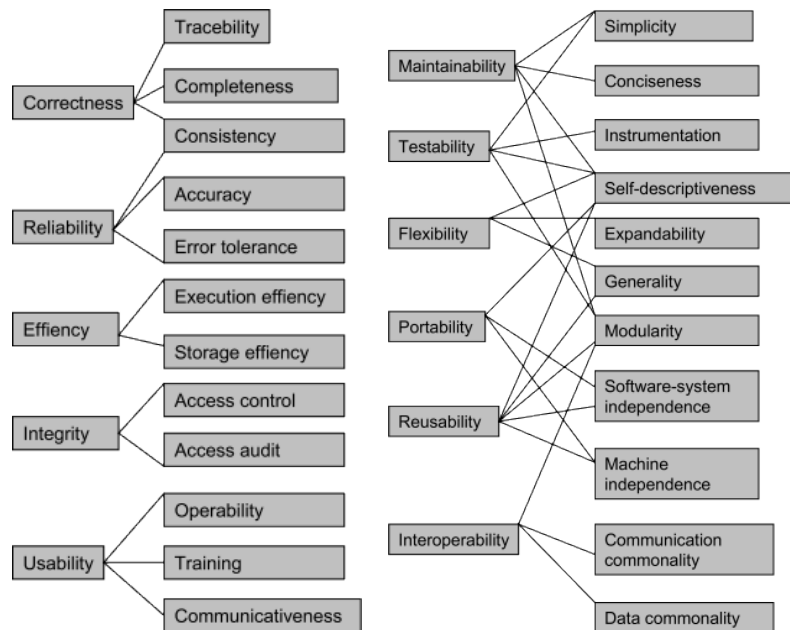 Tracebility
Correctness
Completeness
Consistency
Accuracy
Reliability
Error tolerance
Execution effiency
Effiency
Storage effiency
Access control
Integrity
Access audit
Operability
Usability
Training
Communicativeness
Simplicity
Maintainability
Conciseness
Instrumentation
Testability
Self-descriptiveness
Flexibility
Expandability
Generality
Portability
Modularity
Software-system
independence
Reusability
Machine
independence
Interoperability
Communication
commonality
Data commonality